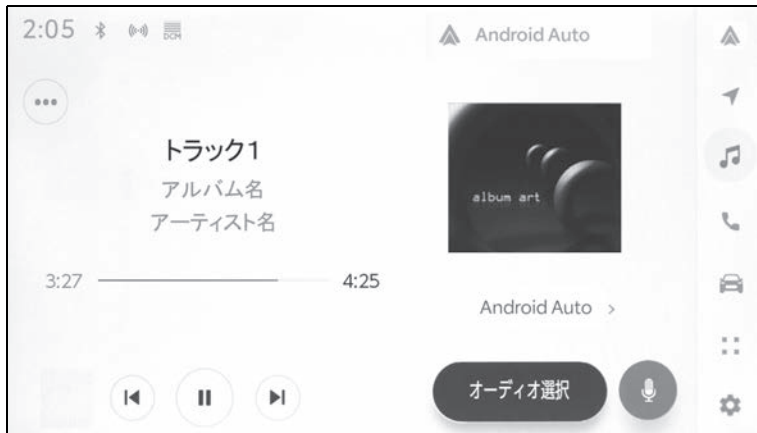 2:05
DCM
Android Auto
トラック1
アルバム名
アーティスト名
album art
3:27
4:25
Android Auto >
オーディオ選択